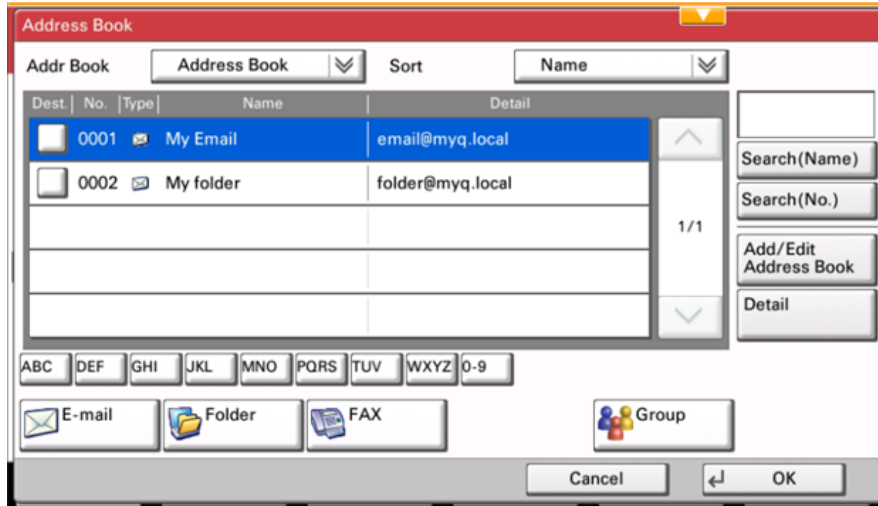 Address Book
Addr Book Address Book Sort Name
Dest. No. Type Name Detail
0001 My Email email@myq.local
Search(Name)
0002 My folder folder@myq.local
Search(No.)
1/1
Add/Edit
Address Book
Detail
ABC DEF GHI JKL MNO PQRS TUV WXYZ 0-9
E-mail Folder FAX Group
Cancel OK